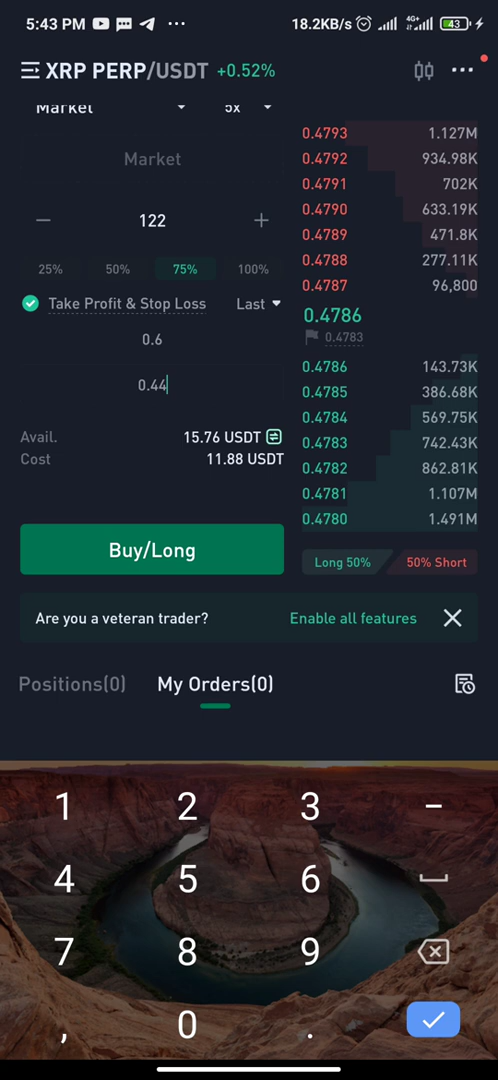 5:43 PM ... 18.2KB/s 4G+ 43
XRP PERP/USDT +0.52%
Market 5x
Market
122
25% 50% 75% 100%
Take Profit & Stop Loss Last
0.6
0.44
Avail. 15.76 USDT
Cost 11.88 USDT
Buy/Long
0.4793 1.127M
0.4792 934.98K
0.4791 702K
0.4790 633.19K
0.4789 471.8K
0.4788 277.11K
0.4787 96,800
0.4786
0.4783
0.4786 143.73K
0.4785 386.68K
0.4784 569.75K
0.4783 742.43K
0.4782 862.81K
0.4781 1.107M
0.4780 1.491M
Long 50% 50% Short
Are you a veteran trader? Enable all features
Positions(0) My Orders(0)
1 2 3 -
4 5 6
7 8 9
, 0 .